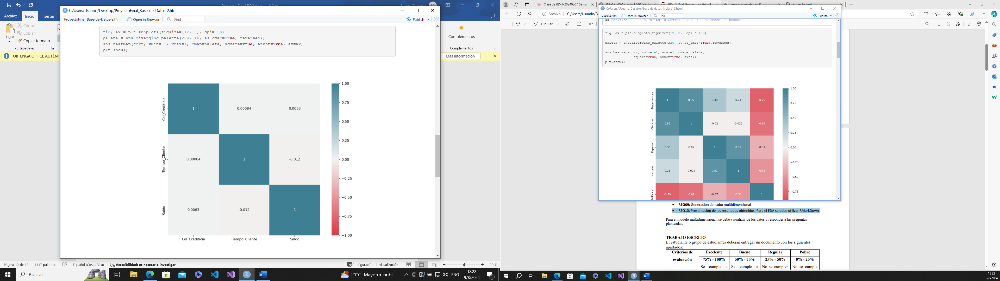 Archivo
Inicio
Insertar
Cortar
Copiar
Pegar
Copiar formato
Portapapeles
OBTENGA OFFICE AUTÉNT
C:/Users/Usuario/Desktop/ProyectoFinal_Base-de-Datos-2.html
ProyectoFinal_Base-de-Datos-2.html
Open in Browser
Find
Publish
fig, ax = plt.subplots(figsize=(12, 8), dpi=150)
paleta = sns.diverging_palette(220, 10, as_cmap=True).reversed()
sns.heatmap(corr, vmin=-1, vmax=1, cmap=paleta, square=True, annot=True, ax=ax)
plt.show()
Cal_Crediticia
1
0.00084
0.0063
Tiempo_Cliente
0.00084
1
-0.012
Saldo
0.0063
-0.012
1
Cal_Crediticia
Tiempo_Cliente
Saldo
1.00
0.75
0.50
0.25
0.00
−0.25
−0.50
−0.75
−1.00
Complementos
Complementos
Más información
Página 12 de 18
1417 palabras
Español (Costa Rica)
Accesibilidad: es necesario investigar
Configuración de visualización
129 %
Buscar
21°C Mayorm. nubl...
ENG
18:22
9/8/2024
1
Clase de BD-II-20240807_Seman
Error con pandas en R
Proyecto Final
Archivo
C:/Users/Usuario/D
Dibujar
C:/Users/Usuario/Desktop/base de datos II/clase12.html
clase12.html
Open in Browser
Find
Publish
## EdFisica -0.787163 -0.687721 -0.365543 -0.508001 1.000000
fig, ax = plt.subplots(figsize=(12, 8), dpi = 150)
paleta = sns.diverging_palette(220, 10,as_cmap=True).reversed()
sns.heatmap(corr, vmin= -1, vmax=1, cmap= paleta,
square=True, annot=True, ax=ax)
plt.show()
Matematicas
1
0.85
0.38
0.21
-0.79
Ciencias
0.85
1
-0.02
-0.022
-0.69
Espanol
0.38
-0.02
1
0.82
-0.37
Historia
0.21
-0.022
0.82
1
-0.51
EdFisica
-0.79
-0.69
-0.37
-0.51
1
1.00
0.75
0.50
0.25
0.00
−0.25
−0.50
−0.75
• REQ09: Generación del cubo multidimensional
• REQ10: Presentación de los resultados obtenidos: Para el EDA se debe utilizar RMarkDown
Para el modelo multidimensional, se debe visualizar de los datos y responder a las preguntas
planteadas.
TRABAJO ESCRITO
El estudiante o grupo de estudiantes deberán entregar un documento con los siguientes
apartados:
Criterios de evaluación
Excelente
Bueno
Regular
Pobre
75% - 100%
50% - 75%
25% - 50%
0% - 25%
Se cumple a
Se cumple a
No se cumplen
No se cumple
18:22
9/8/2024